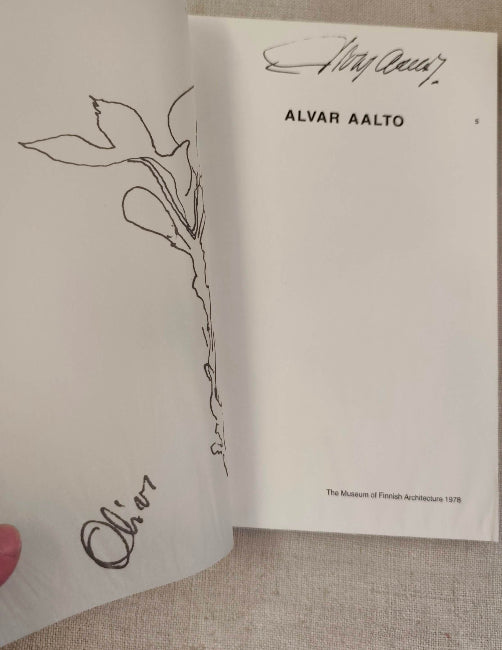 ALVAR AALTO
5
The Museum of Finnish Architecture 1978